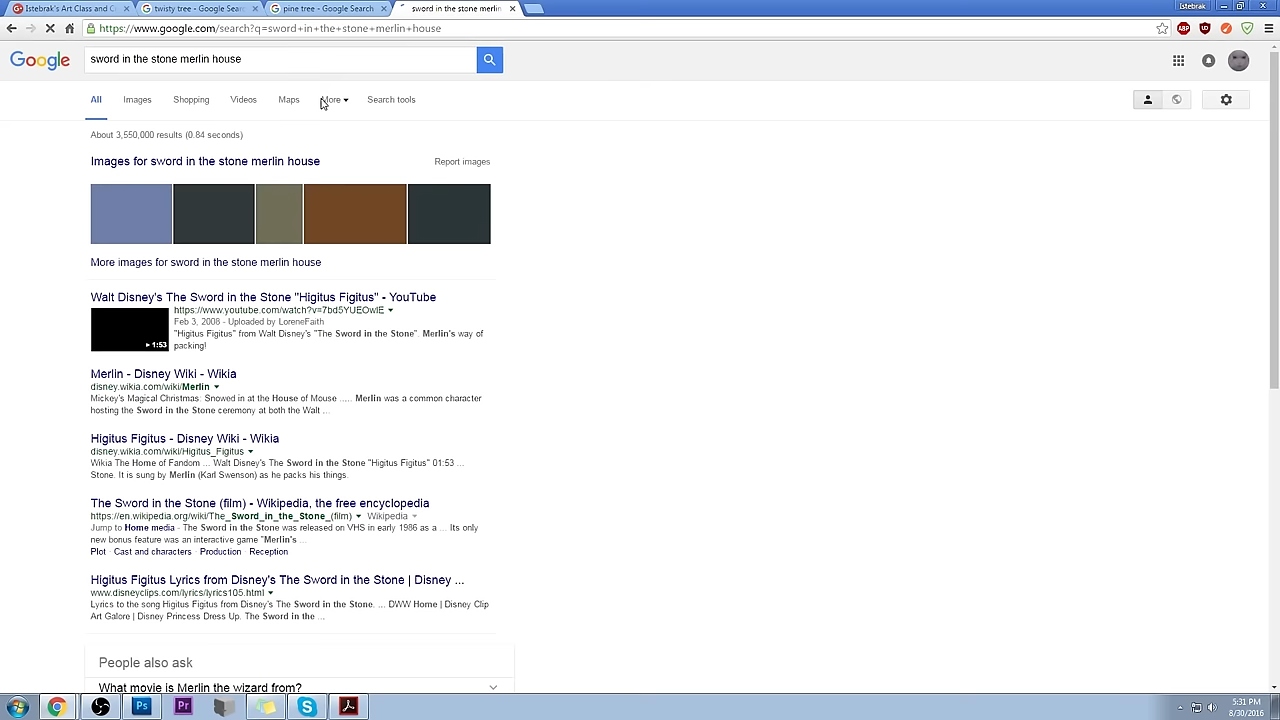 Istebrak's Art Class and C
twisty tree - Google Sear
pine tree - Google Search
sword in the stone merlin
Istebrak
https://www.google.com/search?q=sword+in+the+stone+merlin+house
Google
sword in the stone merlin house
All Images Shopping Videos Maps More Search tools
About 3,550,000 results (0.84 seconds)
Images for sword in the stone merlin house
Report images
More images for sword in the stone merlin house
Walt Disney's The Sword in the Stone "Higitus Figitus" - YouTube
https://www.youtube.com/watch?v=7bd5YUEOwIE
Feb 3, 2008 - Uploaded by LoreneFaith
"Higitus Figitus" from Walt Disney's "The Sword in the Stone". Merlin's way of
packing!
1:53
Merlin - Disney Wiki - Wikia
disney.wikia.com/wiki/Merlin
Mickey's Magical Christmas: Snowed in at the House of Mouse ..... Merlin was a common character
hosting the Sword in the Stone ceremony at both the Walt ...
Higitus Figitus - Disney Wiki - Wikia
disney.wikia.com/wiki/Higitus_Figitus
Wikia The Home of Fandom ... Walt Disney's The Sword In the Stone "Higitus Figitus" 01:53 ...
Stone. It is sung by Merlin (Karl Swenson) as he packs his things.
The Sword in the Stone (film) - Wikipedia, the free encyclopedia
https://en.wikipedia.org/wiki/The_Sword_in_the_Stone_(film) Wikipedia
Jump to Home media - The Sword in the Stone was released on VHS in early 1986 as a ... Its only
new bonus feature was an interactive game "Merlin's ...
Plot · Cast and characters · Production · Reception
Higitus Figitus Lyrics from Disney's The Sword in the Stone | Disney ...
www.disneyclips.com/lyrics/lyrics105.html
Lyrics to the song Higitus Figitus from Disney's The Sword in the Stone. ... DWW Home | Disney Clip
Art Galore | Disney Princess Dress Up. The Sword in the ...
People also ask
What movie is Merlin the wizard from?
Ps
Pr
5:31 PM
8/30/2016